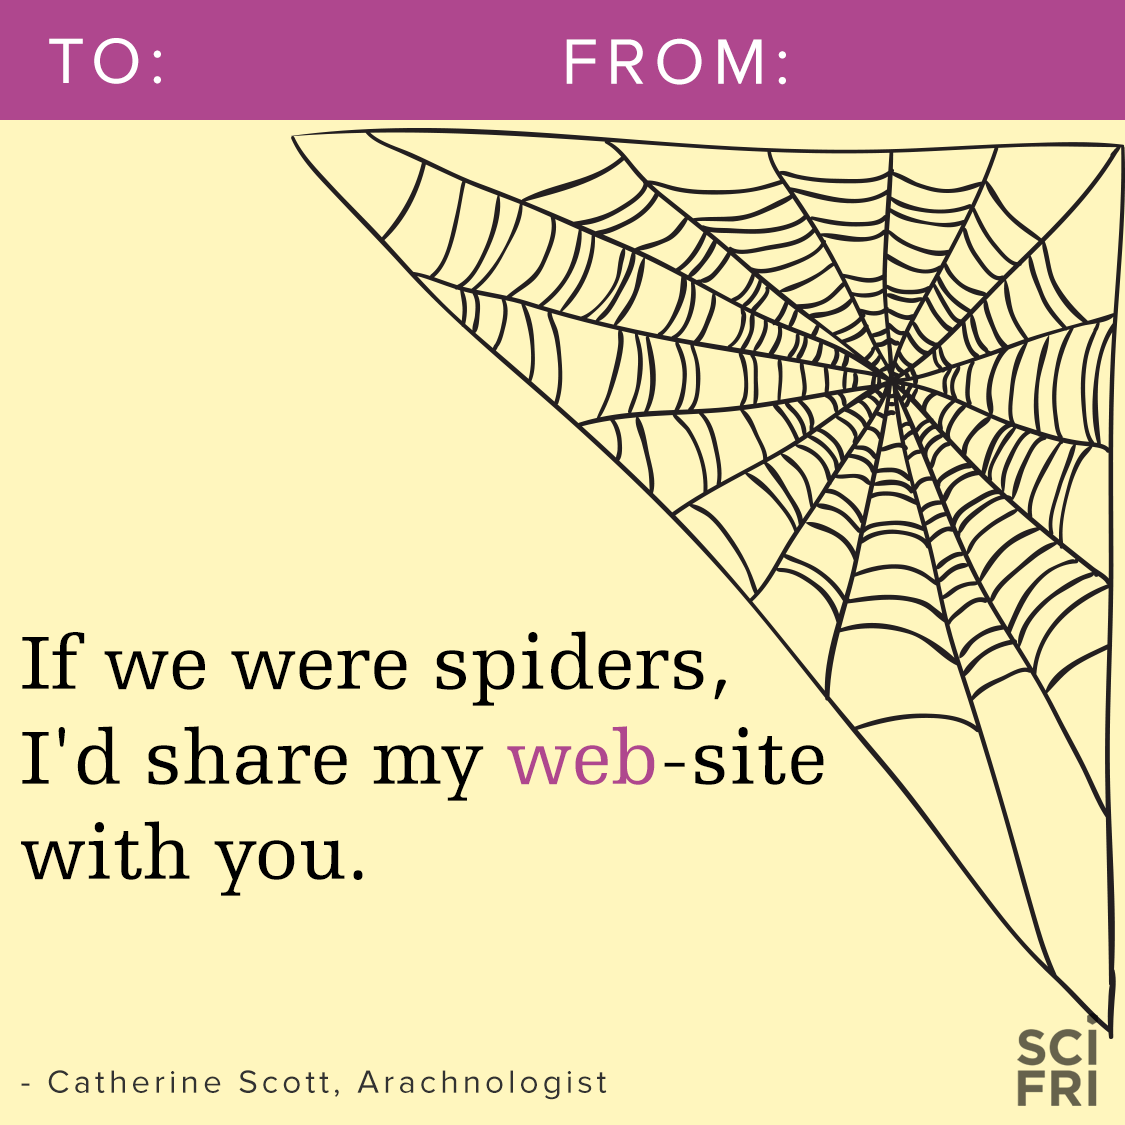 TO: FROM:
If we were spiders,
I'd share my web-site
with you.
- Catherine Scott, Arachnologist
SCI
FRI